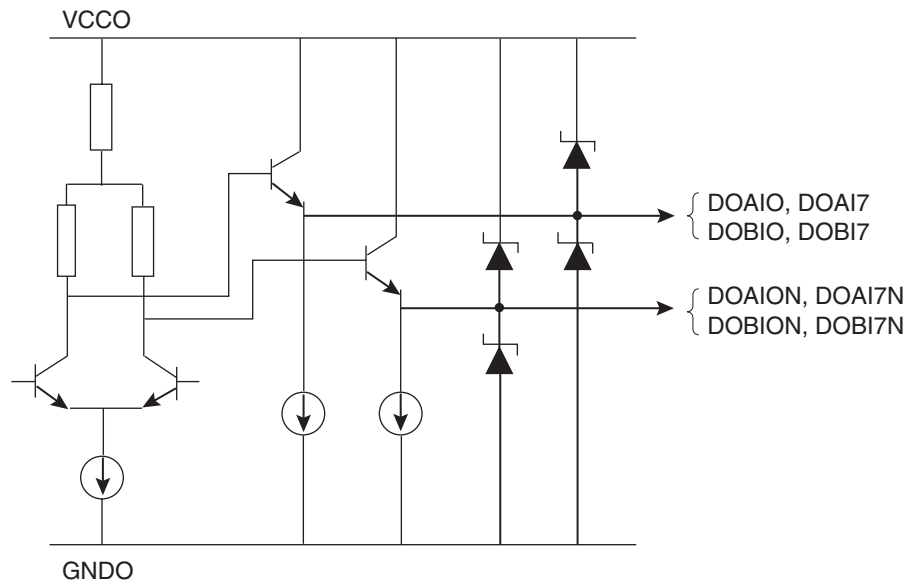 VCCO
DOAIO, DOAI7
DOBIO, DOBI7
DOAION, DOAI7N
DOBION, DOBI7N
GNDO